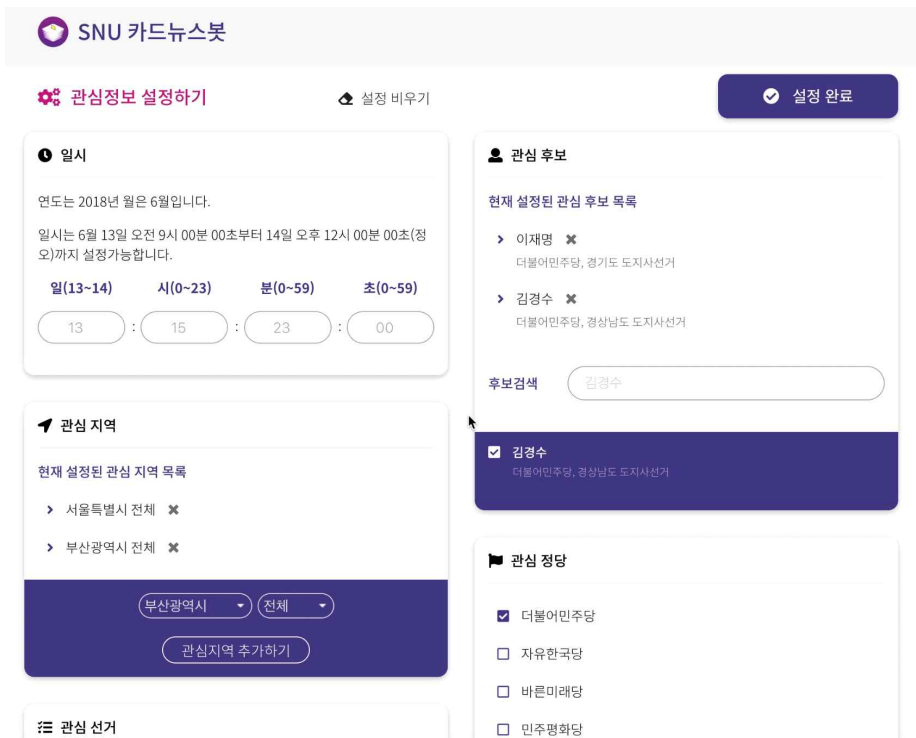 SNU 카드뉴스봇
관심정보 설정하기
설정 비우기
설정 완료
일시
연도는 2018년 월은 6월입니다.
일시는 6월 13일 오전 9시 00분 00초부터 14일 오후 12시 00분 00초(정
오)까지 설정가능합니다.
일(13~14) 시(0~23) 분(0~59) 초(0~59)
13 : 15 : 23 : 00
관심 지역
현재 설정된 관심 지역 목록
서울특별시 전체
부산광역시 전체
부산광역시 전체
관심지역 추가하기
관심 선거
관심 후보
현재 설정된 관심 후보 목록
이재명
더불어민주당, 경기도 도지사선거
김경수
더불어민주당, 경상남도 도지사선거
후보검색 김경수
김경수
더불어민주당, 경상남도 도지사선거
관심 정당
더불어민주당
자유한국당
바른미래당
민주평화당